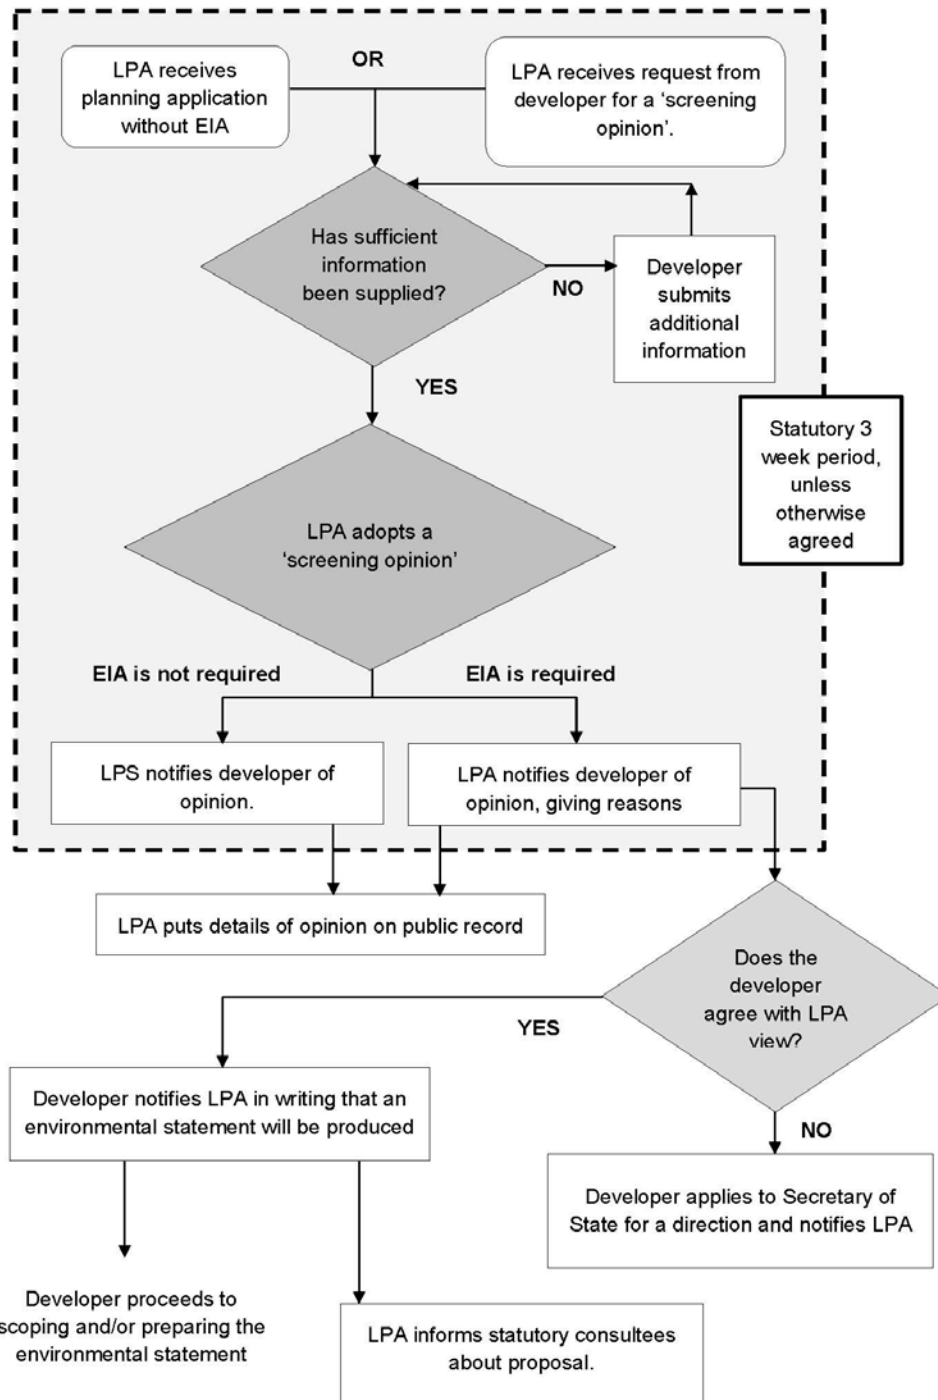 LPA receives
planning application
without EIA
OR
LPA receives request from
developer for a ‘screening
opinion’.
Has sufficient
information
been supplied?
NO
Developer
submits
additional
information
YES
Statutory 3
week period,
unless
otherwise
agreed
LPA adopts a
‘screening opinion’
EIA is not required
EIA is required
LPS notifies developer of
opinion.
LPA notifies developer of
opinion, giving reasons
LPA puts details of opinion on public record
Does the
developer
agree with LPA
view?
YES
Developer notifies LPA in writing that an
environmental statement will be produced
NO
Developer applies to Secretary of
State for a direction and notifies LPA
Developer proceeds to
scoping and/or preparing the
environmental statement
LPA informs statutory consultees
about proposal.